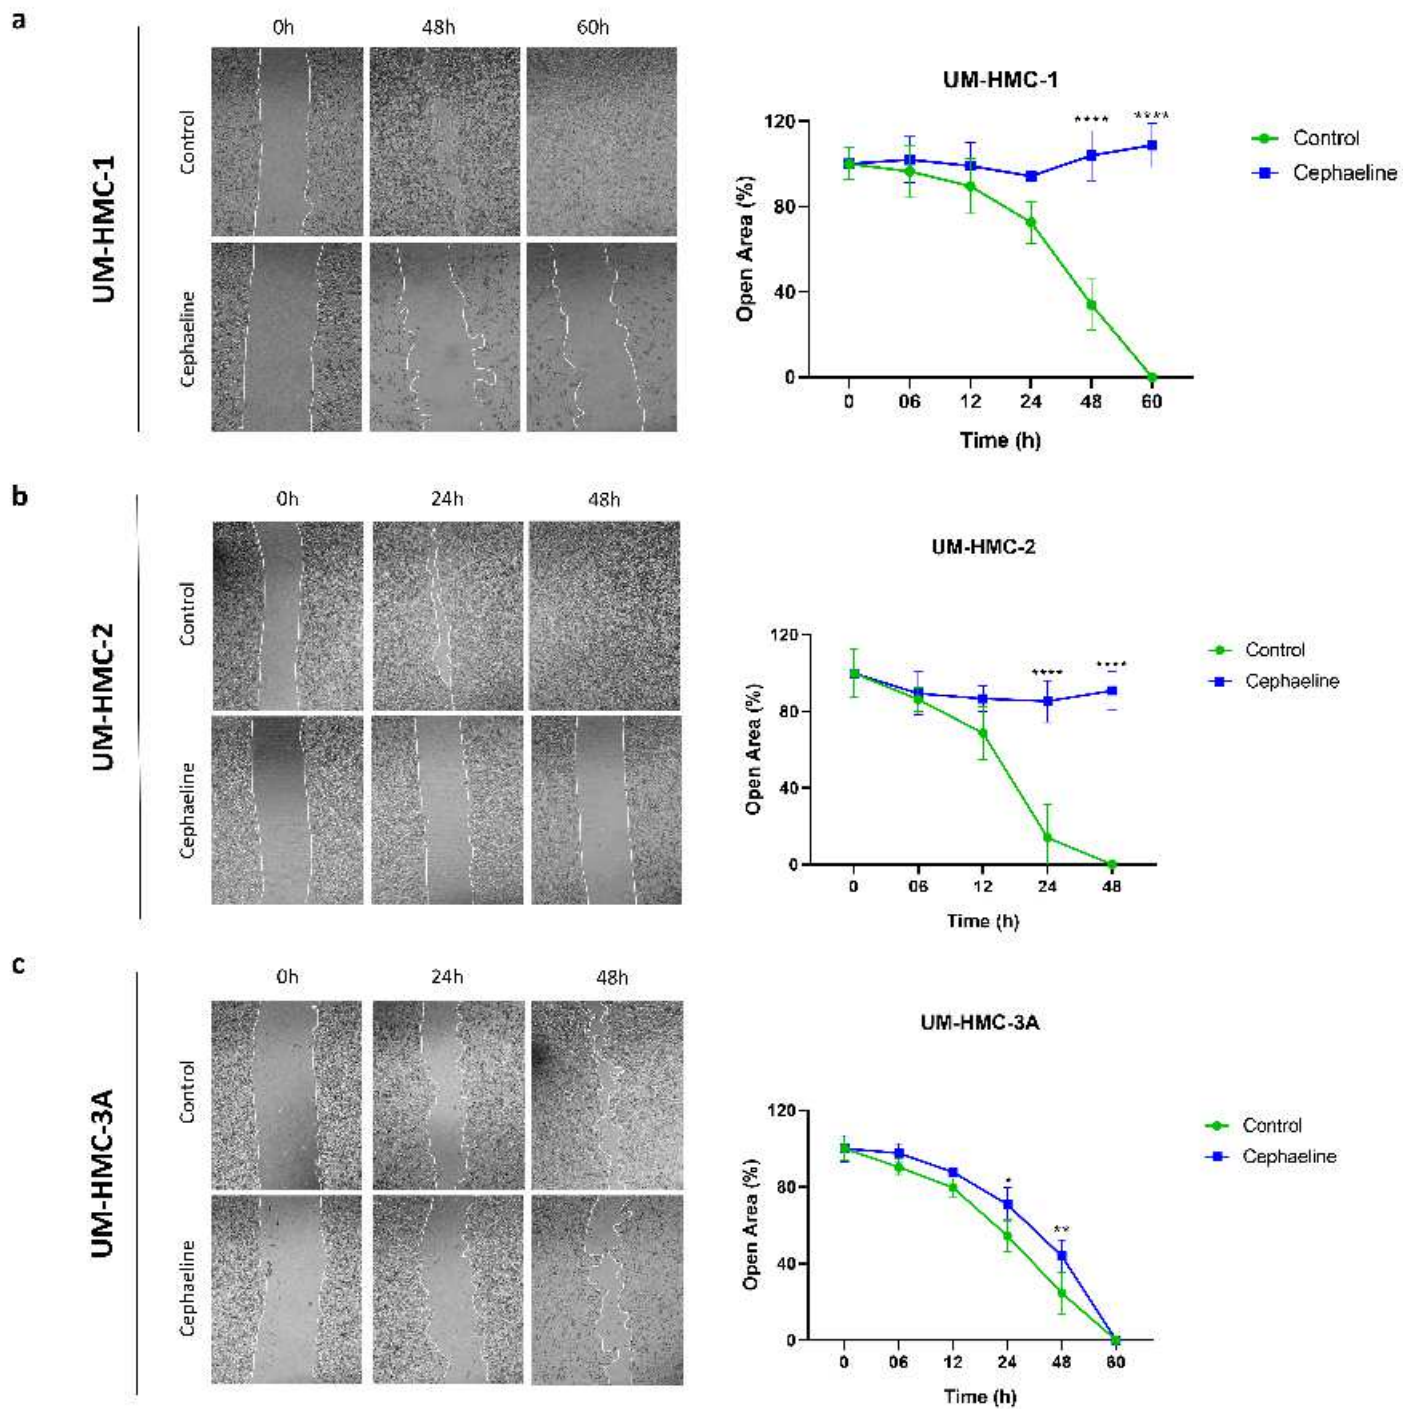 a
0h 48h 60h
UM-HMC-1
Control
Cephaeline
UM-HMC-1
120
80
40
0
Open Area (%)
**** ****
0 06 12 24 48 60
Time (h)
Control
Cephaeline
b
0h 24h 48h
UM-HMC-2
Control
Cephaeline
UM-HMC-2
120
80
40
0
Open Area (%)
**** ****
0 06 12 24 48
Time (h)
Control
Cephaeline
c
0h 24h 48h
UM-HMC-3A
Control
Cephaeline
UM-HMC-3A
120
80
40
0
Open Area (%)
* **
0 06 12 24 48 60
Time (h)
Control
Cephaeline